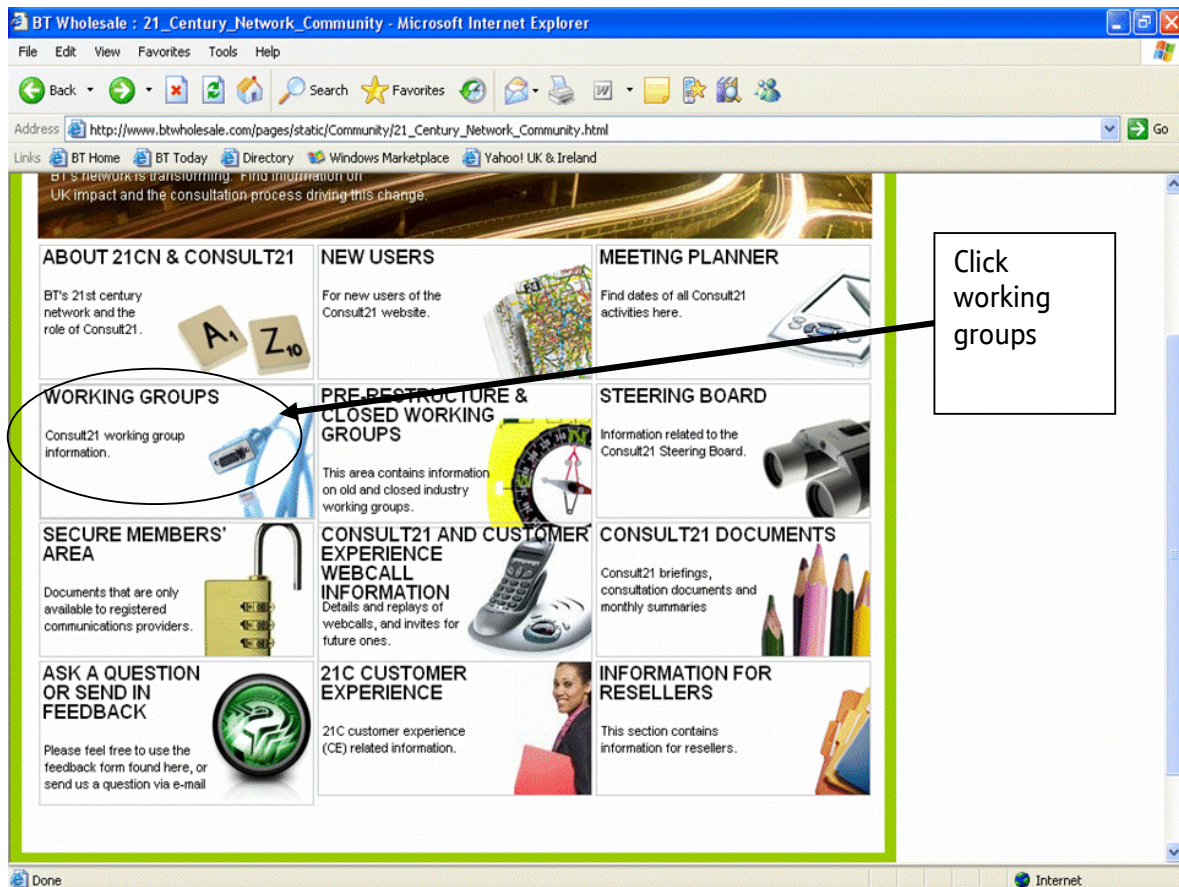 BT Wholesale : 21_Century_Network_Community - Microsoft Internet Explorer
File Edit View Favorites Tools Help
Back Search Favorites
Address http://www.btwholesale.com/pages/static/Community/21_Century_Network_Community.html Go
Links BT Home BT Today Directory Windows Marketplace Yahoo! UK & Ireland
BT's network is transforming. Find information on
UK impact and the consultation process driving this change.
ABOUT 21CN & CONSULT21
BT's 21st century
network and the
role of Consult21.
A1
Z10
NEW USERS
For new users of the
Consult21 website.
MEETING PLANNER
Find dates of all Consult21
activities here.
Click
working
groups
WORKING GROUPS
Consult21 working group
information.
PRE-RESTRUCTURE &
CLOSED WORKING
GROUPS
This area contains information
on old and closed industry
working groups.
STEERING BOARD
Information related to the
Consult21 Steering Board.
SECURE MEMBERS'
AREA
Documents that are only
available to registered
communications providers.
CONSULT21 AND CUSTOMER
EXPERIENCE
WEBCALL
INFORMATION
Details and replays of
webcalls, and invites for
future ones.
CONSULT21 DOCUMENTS
Consult21 briefings,
consultation documents and
monthly summaries
ASK A QUESTION
OR SEND IN
FEEDBACK
Please feel free to use the
feedback form found here, or
send us a question via e-mail
21C CUSTOMER
EXPERIENCE
21C customer experience
(CE) related information.
INFORMATION FOR
RESELLERS
This section contains
information for resellers.
Done Internet